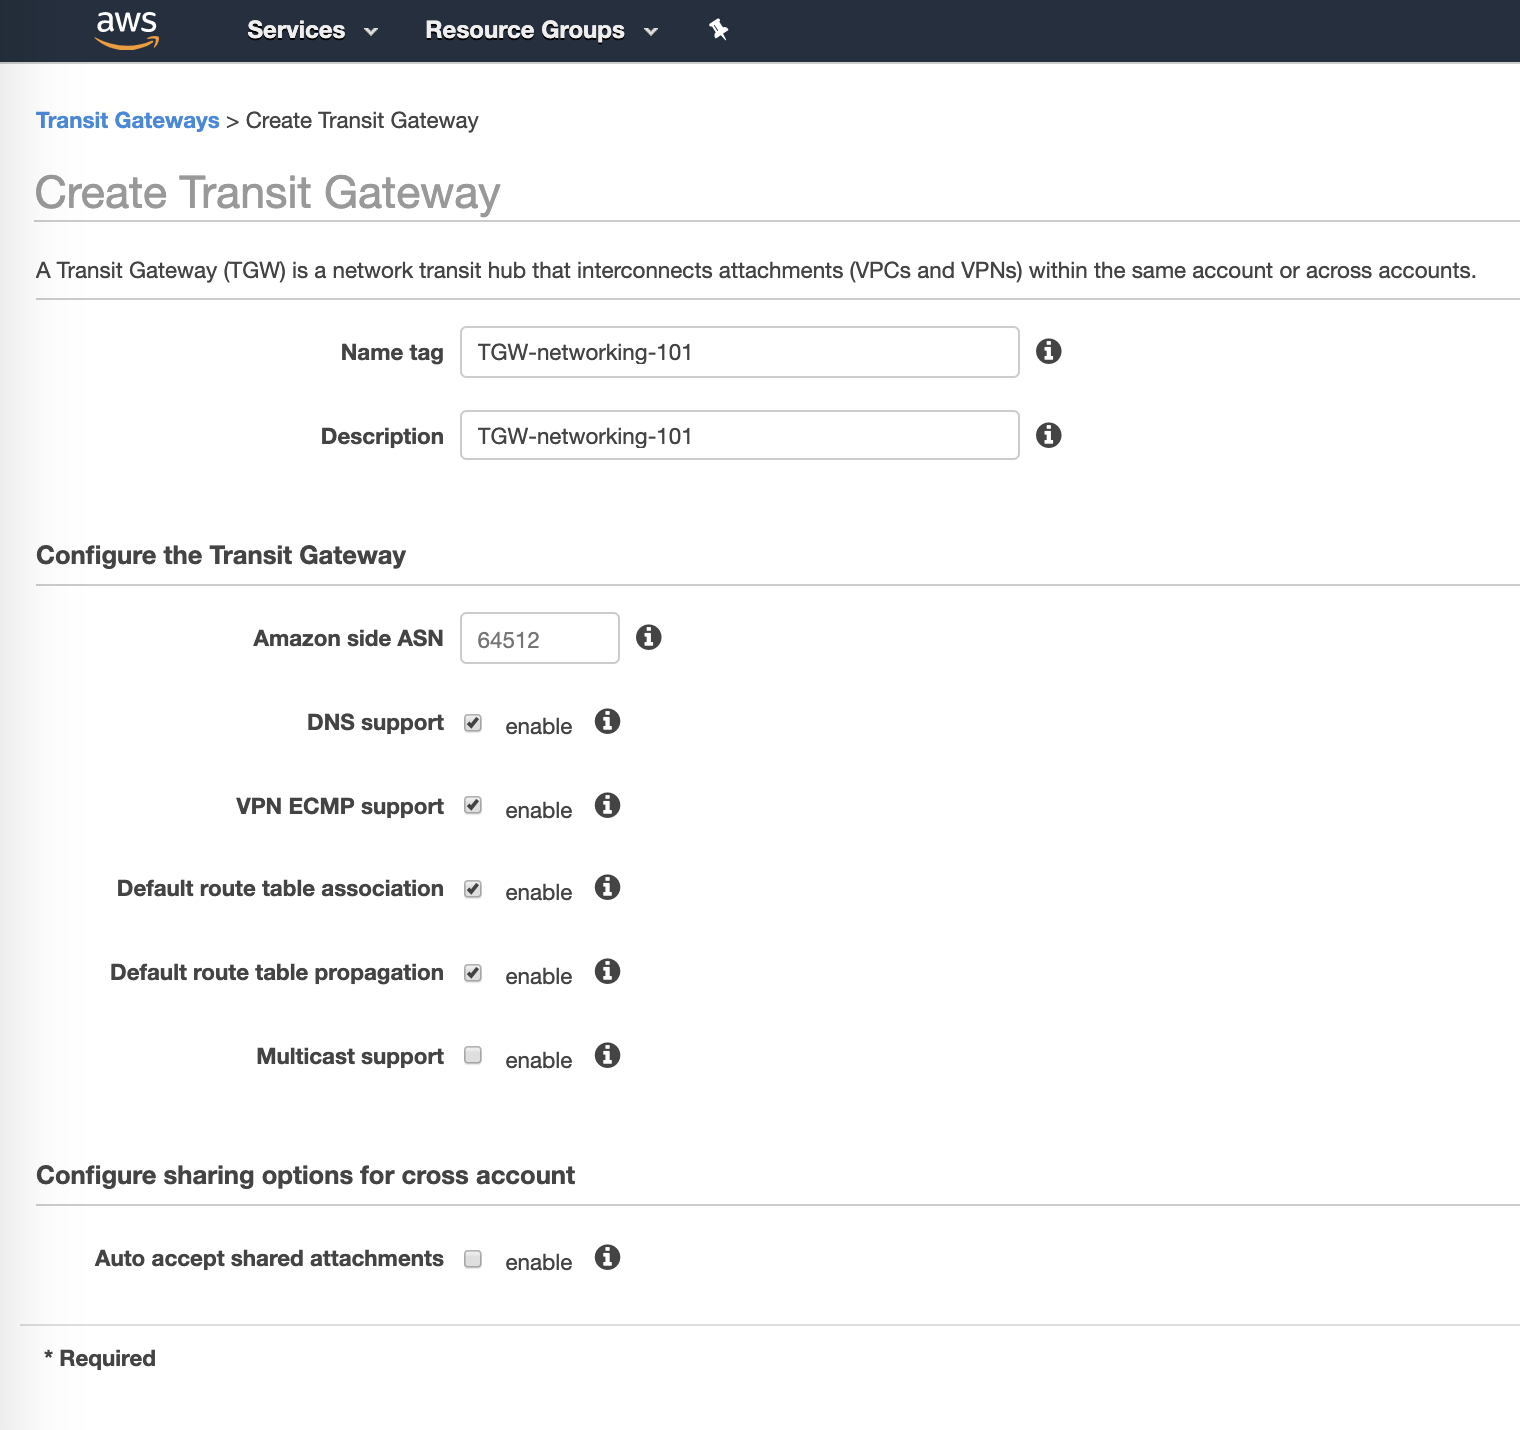 aws Services Resource Groups
Transit Gateways > Create Transit Gateway
Create Transit Gateway
A Transit Gateway (TGW) is a network transit hub that interconnects attachments (VPCs and VPNs) within the same account or across accounts.
Name tag TGW-networking-101
Description TGW-networking-101
Configure the Transit Gateway
Amazon side ASN 64512
DNS support enable
VPN ECMP support enable
Default route table association enable
Default route table propagation enable
Multicast support enable
Configure sharing options for cross account
Auto accept shared attachments enable
* Required